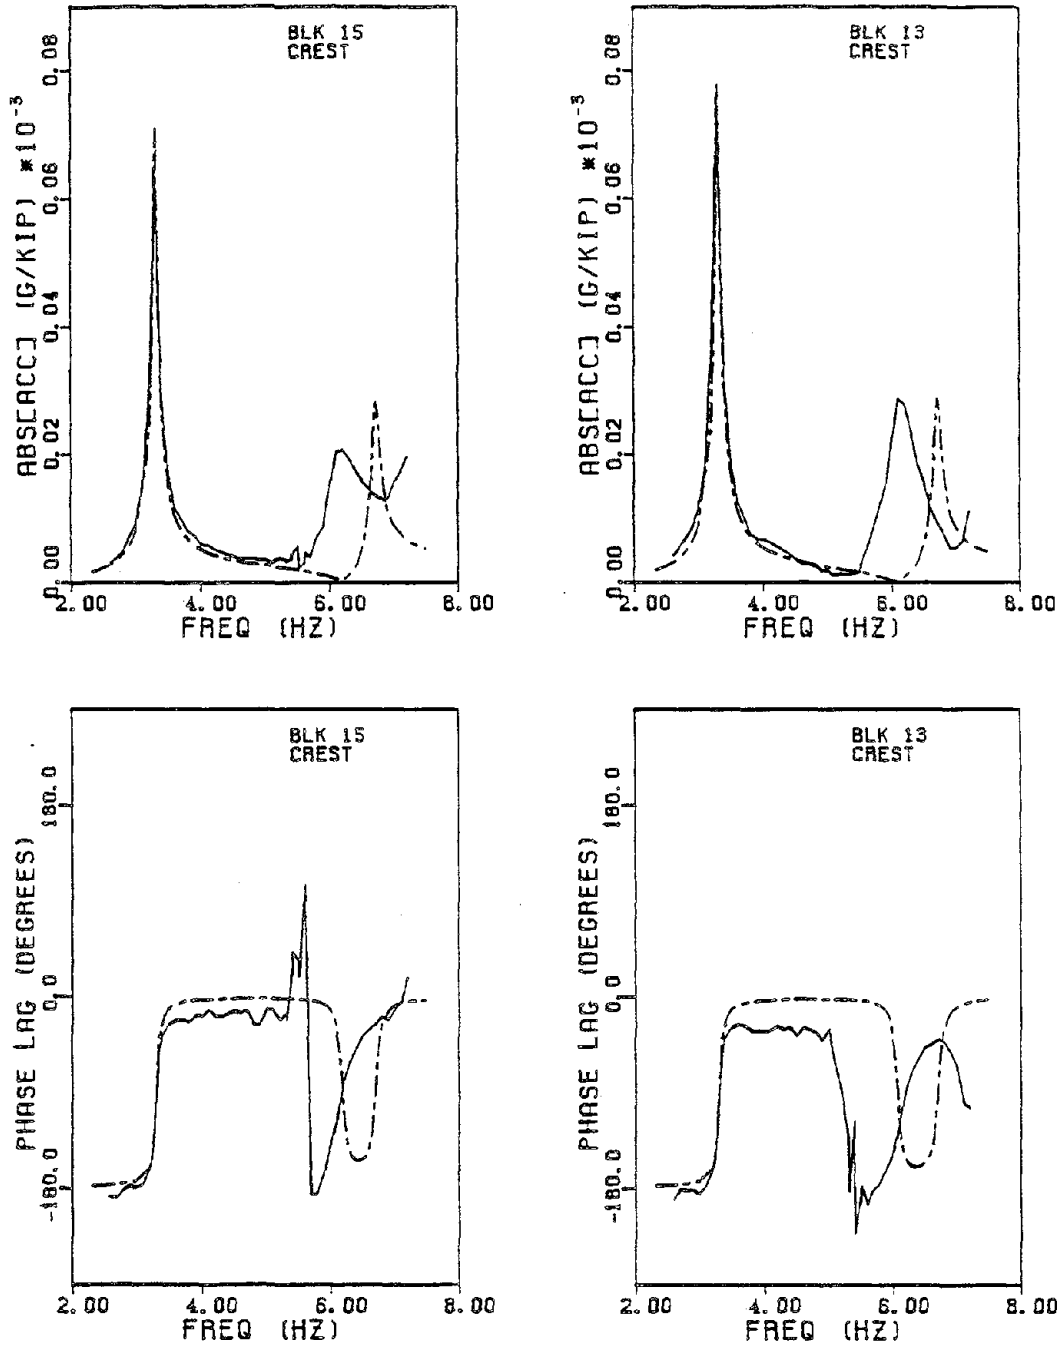 BLK 15
CREST
ABS[ACC] (G/KIP) *10⁻³
0.08
0.06
0.04
0.02
0.00
2.00 4.00 6.00 8.00
FREQ (HZ)
BLK 13
CREST
ABS[ACC] (G/KIP) *10⁻³
0.08
0.06
0.04
0.02
0.00
2.00 4.00 6.00 8.00
FREQ (HZ)
BLK 15
CREST
PHASE LAG (DEGREES)
180.0
0.0
-180.0
2.00 4.00 6.00 8.00
FREQ (HZ)
BLK 13
CREST
PHASE LAG (DEGREES)
180.0
0.0
-180.0
2.00 4.00 6.00 8.00
FREQ (HZ)